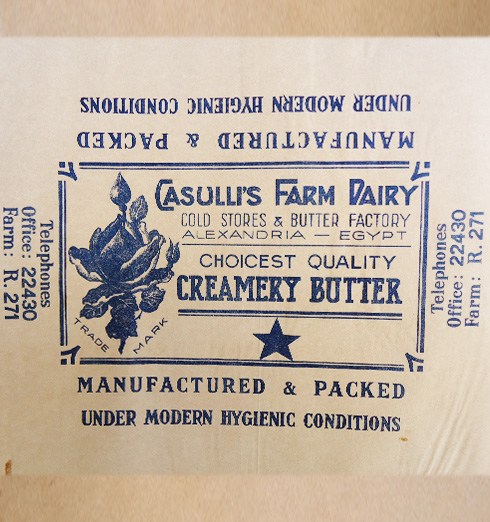 UNDER MODERN HYGIENIC CONDITIONS
MANUFACTURED & PACKED
CASULLI'S FARM DAIRY
COLD STORES & BUTTER FACTORY
ALEXANDRIA – EGYPT
CHOICEST QUALITY
CREAMERY BUTTER
TRADE MARK
MANUFACTURED & PACKED
UNDER MODERN HYGIENIC CONDITIONS
Telephones
Office: 22430
Farm: R. 271
Telephones
Office: 22430
Farm: R. 271